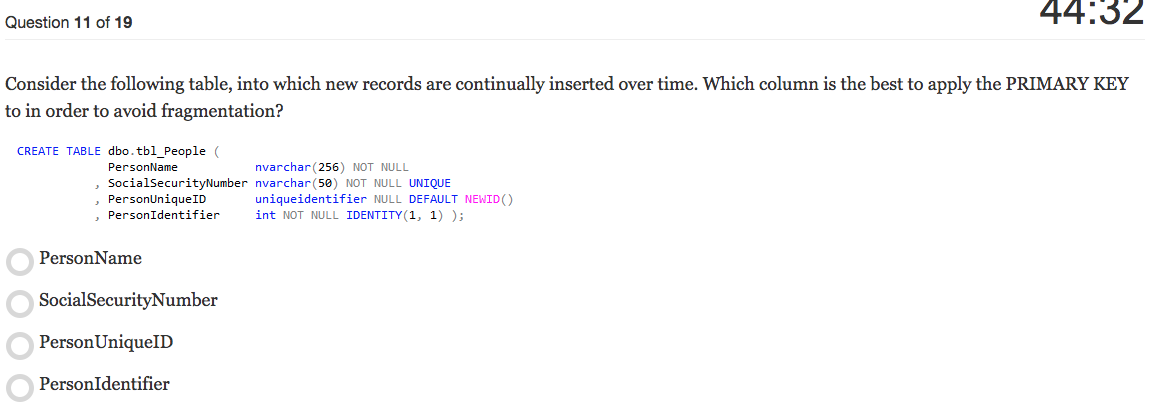 Question 11 of 19
44:32
Consider the following table, into which new records are continually inserted over time. Which column is the best to apply the PRIMARY KEY
to in order to avoid fragmentation?
CREATE TABLE dbo.tbl_People (
PersonName nvarchar(256) NOT NULL
, SocialSecurityNumber nvarchar(50) NOT NULL UNIQUE
, PersonUniqueID uniqueidentifier NULL DEFAULT NEWID()
, PersonIdentifier int NOT NULL IDENTITY(1, 1) );
PersonName
SocialSecurityNumber
PersonUniqueID
PersonIdentifier